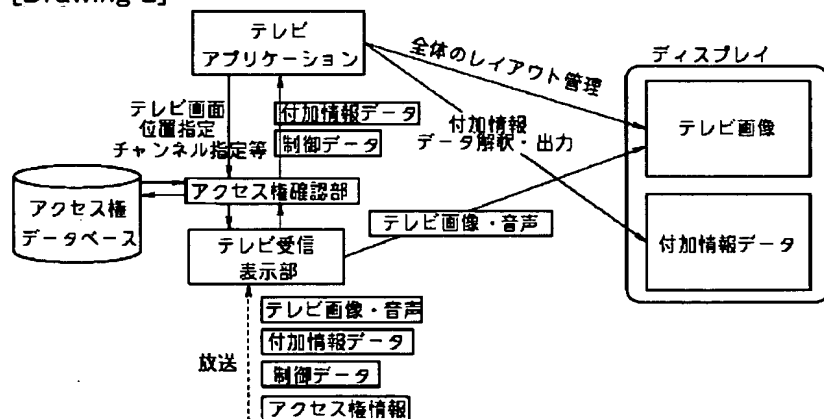 テレビ
アプリケーション
全体のレイアウト管理
ディスプレイ
テレビ画面
位置指定
チャンネル指定等
付加情報データ
制御データ
付加情報
データ解釈・出力
テレビ画像
アクセス権
データベース
アクセス権確認部
テレビ画像・音声
テレビ受信
表示部
付加情報データ
放送
テレビ画像・音声
付加情報データ
制御データ
アクセス権情報